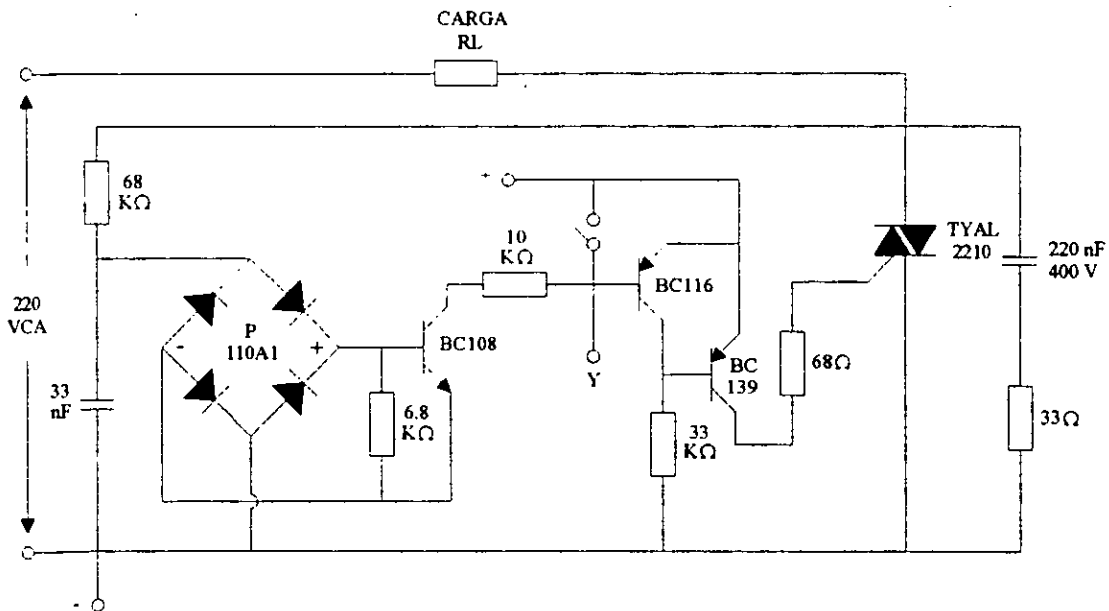 CARGA
RL
68
KΩ
+
TYAL
2210
220 nF
400 V
10
KΩ
BC116
220
VCA
P
110A1
-
+
BC108
Y
BC
139
68Ω
33
nF
6.8
KΩ
33
KΩ
33Ω
-